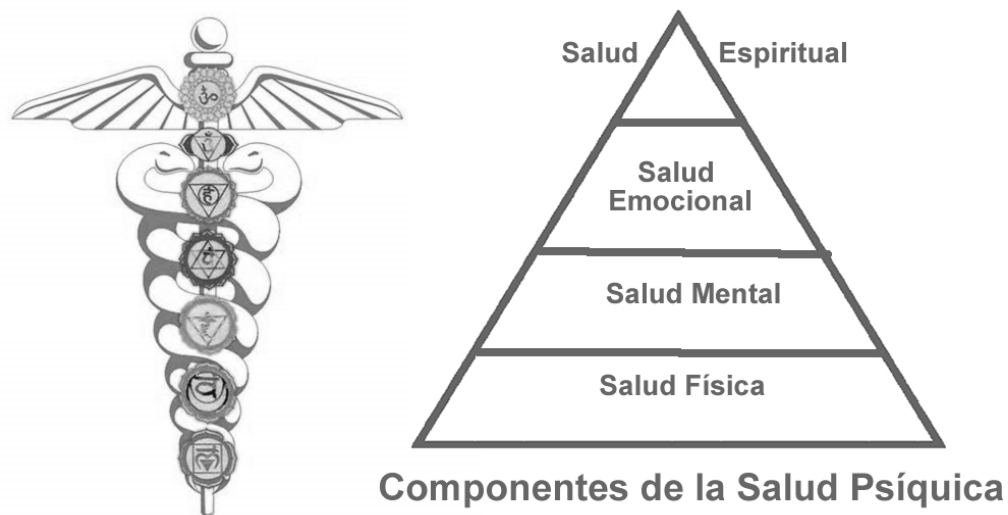 Salud Espiritual
Salud
Emocional
Salud Mental
Salud Física
Componentes de la Salud Psíquica
ॐ